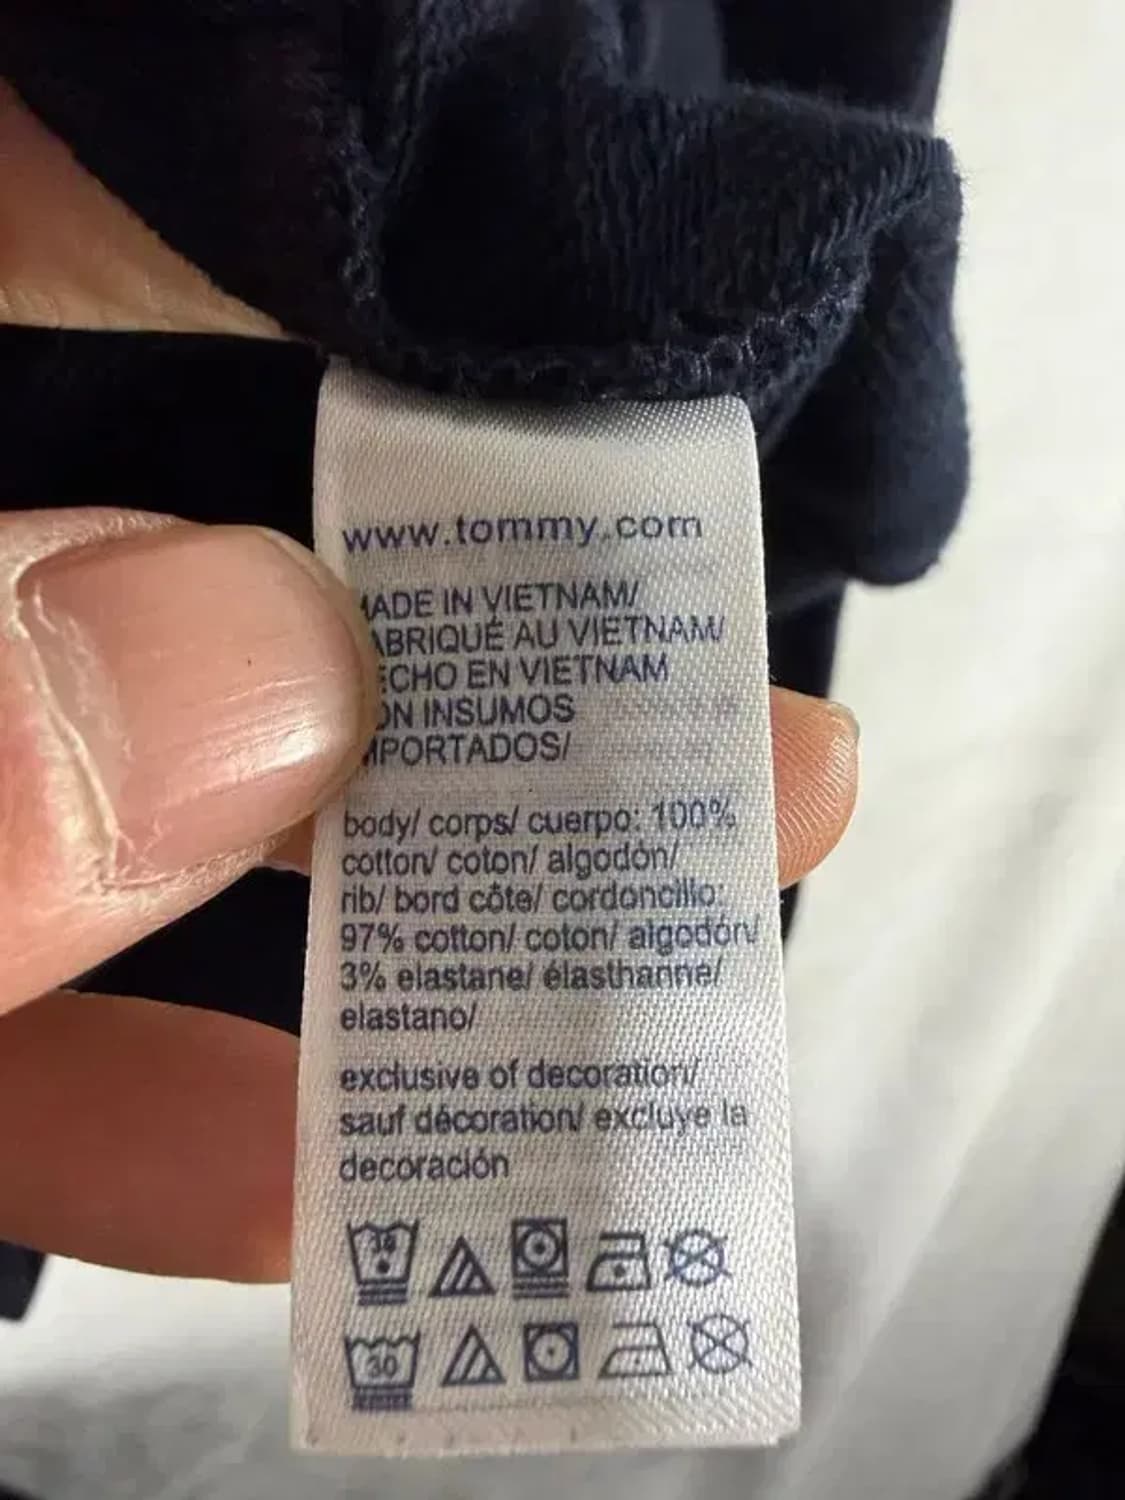 www.tommy.com
ADE IN VIETNAM/
ABRIQUÉ AU VIETNAM/
ECHO EN VIETNAM
ON INSUMOS
MPORTADOS/
body/ corps/ cuerpo: 100%
cotton/ coton/ algodón/
rib/ bord côte/ cordoncillo:
97% cotton/ coton/ algodón/
3% elastane/ élasthanne/
elastano/
exclusive of decoration/
sauf décoration/ excluye la
decoración
30
30